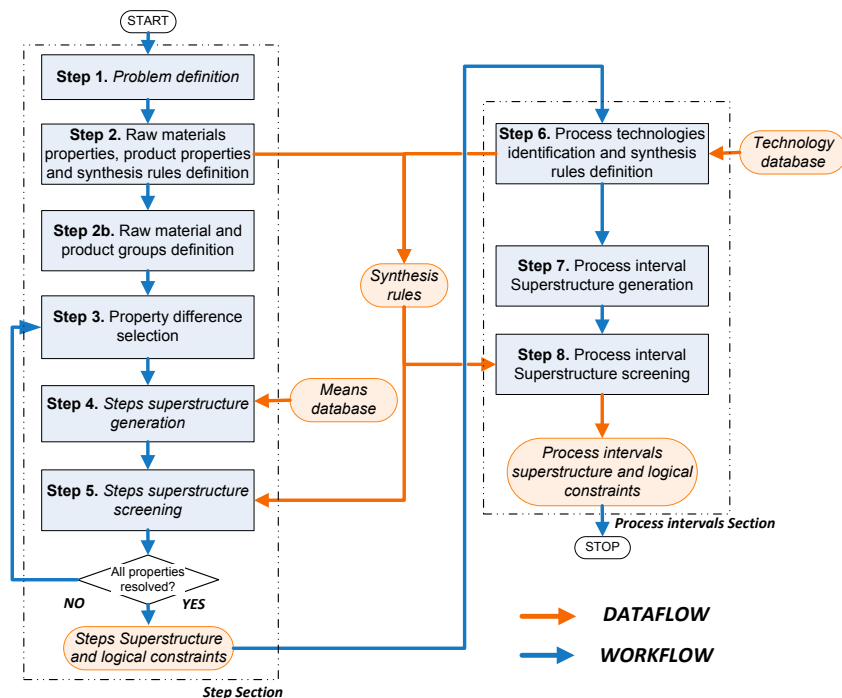 START
Step 1. Problem definition
Step 2. Raw materials
properties, product properties
and synthesis rules definition
Step 2b. Raw material and
product groups definition
Step 3. Property difference
selection
Step 4. Steps superstructure
generation
Means
database
Step 5. Steps superstructure
screening
All properties
resolved?
NO
YES
Steps Superstructure
and logical constraints
Step Section
Synthesis
rules
Step 6. Process technologies
identification and synthesis
rules definition
Technology
database
Step 7. Process interval
Superstructure generation
Step 8. Process interval
Superstructure screening
Process intervals
superstructure and logical
constraints
Process intervals Section
STOP
DATAFLOW
WORKFLOW